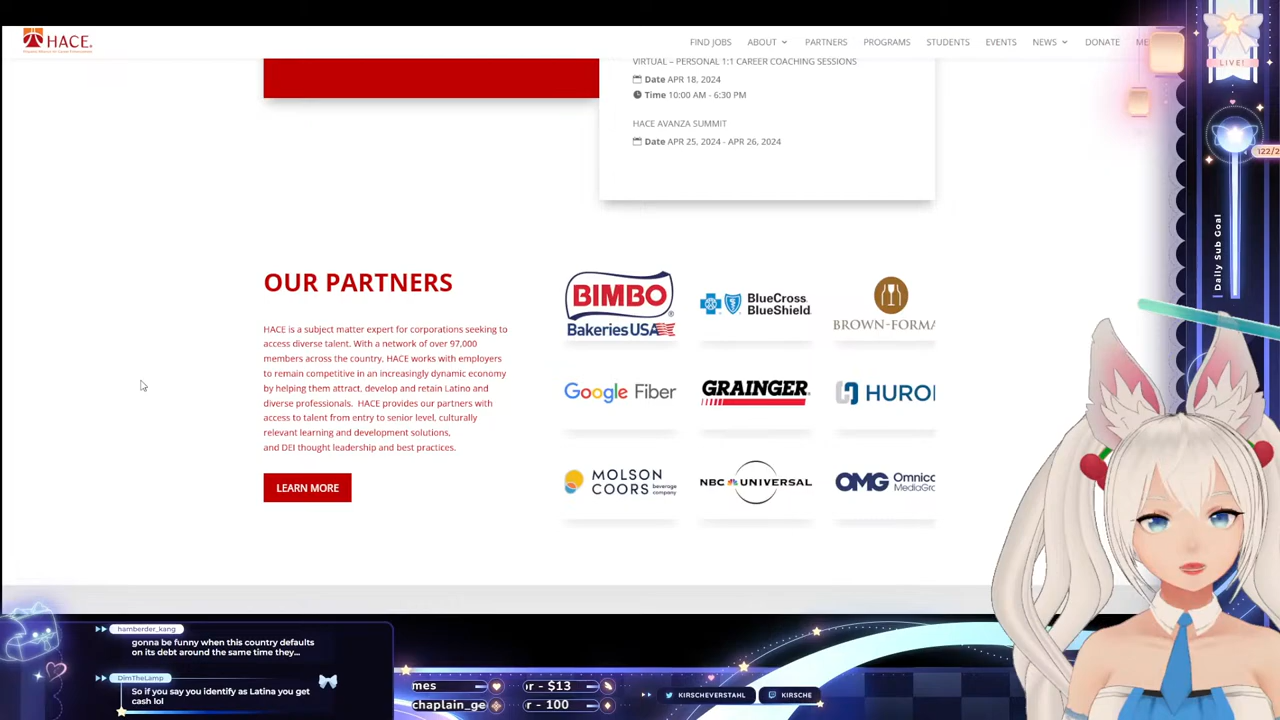 HACE.
FIND JOBS
ABOUT
PARTNERS
PROGRAMS
STUDENTS
EVENTS
NEWS
DONATE
ME
LIVE!
VIRTUAL – PERSONAL 1:1 CAREER COACHING SESSIONS
Date APR 18, 2024
Time 10:00 AM - 6:30 PM
HACE AVANZA SUMMIT
Date APR 25, 2024 - APR 26, 2024
122/2
Daily Sub Goal
OUR PARTNERS
HACE is a subject matter expert for corporations seeking to
access diverse talent. With a network of over 97,000
members across the country, HACE works with employers
to remain competitive in an increasingly dynamic economy
by helping them attract, develop and retain Latino and
diverse professionals. HACE provides our partners with
access to talent from entry to senior level, culturally
relevant learning and development solutions,
and DEI thought leadership and best practices.
LEARN MORE
BIMBO
Bakeries USA
BlueCross
BlueShield
BROWN-FORMA
Google Fiber
GRAINGER
HURO
MOLSON
COORS beverage
company
NBC UNIVERSAL
OMG Omnico
MediaGro
hamberder_kang
gonna be funny when this country defaults
on its debt around the same time they...
DimTheLamp
So if you say you identify as Latina you get
cash lol
mes
r - $13
chaplain_ge
r - 100
KIRSCHEVERSTAHL
KIRSCHE